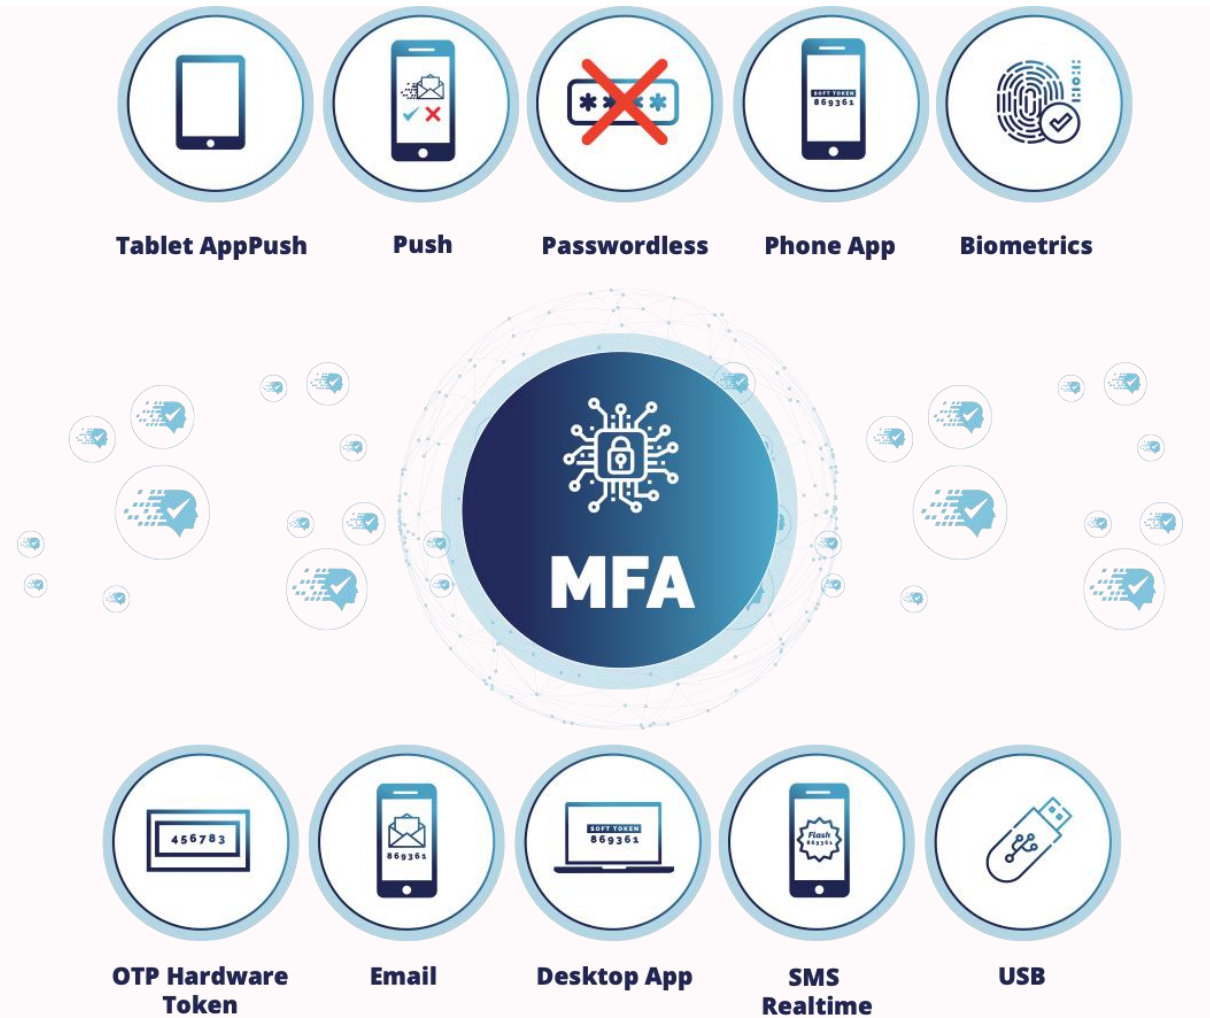 SOFT TOKEN
869361
Tablet AppPush
Push
Passwordless
Phone App
Biometrics
MFA
456783
869361
SOFT TOKEN
869361
Flash
869361
OTP Hardware
Token
Email
Desktop App
SMS
Realtime
USB